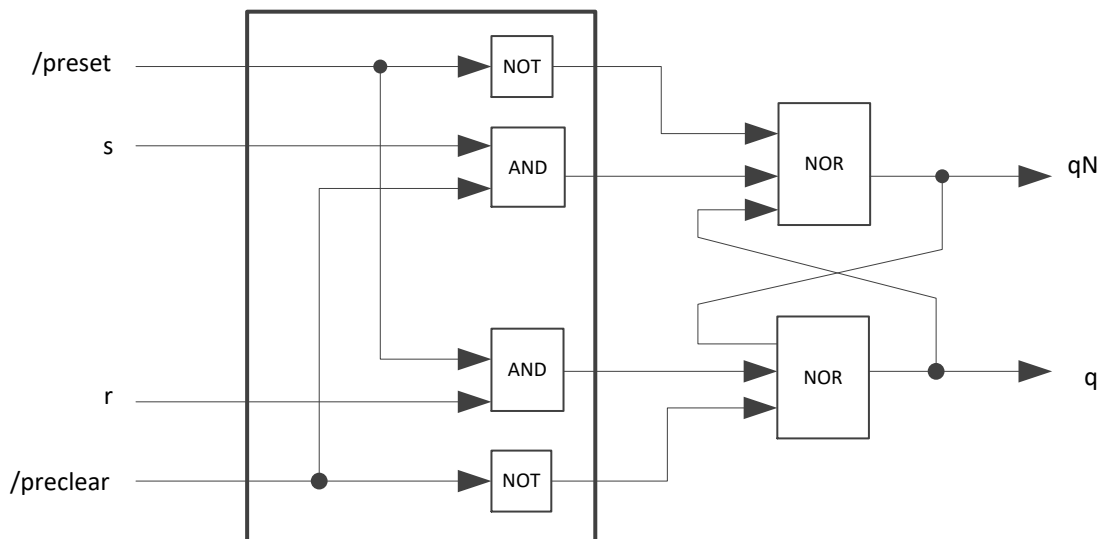 /preset
NOT
s
AND
NOR
qN
AND
NOR
q
r
/preclear
NOT